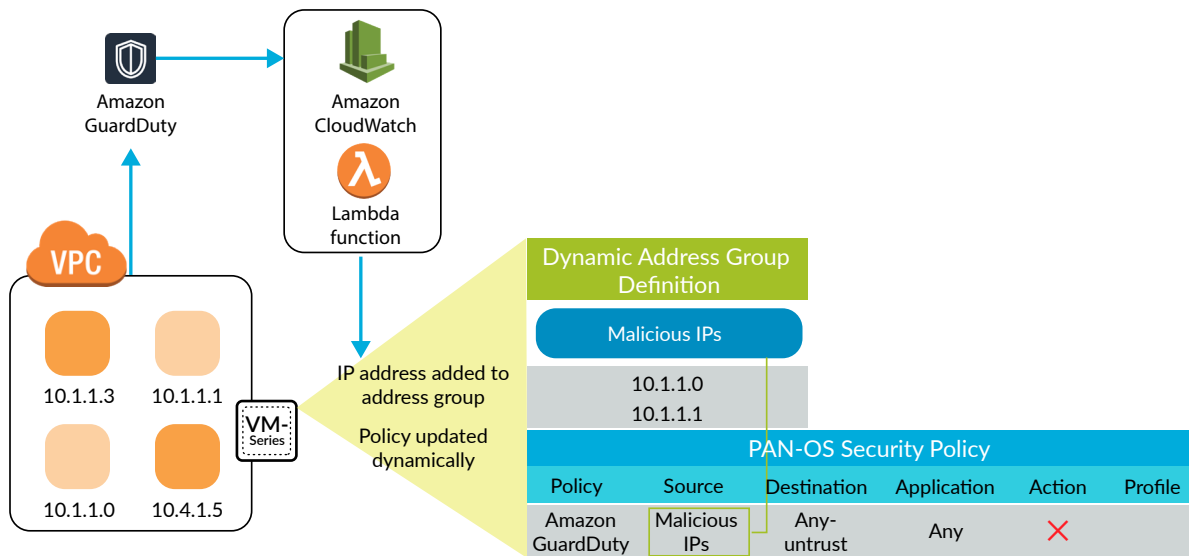 Amazon
GuardDuty
Amazon
CloudWatch
Lambda
function
VPC
10.1.1.3
10.1.1.1
10.1.1.0
10.4.1.5
VM-
Series
IP address added to
address group
Policy updated
dynamically
Dynamic Address Group
Definition
Malicious IPs
10.1.1.0
10.1.1.1
PAN-OS Security Policy
Policy Source Destination Application Action Profile
Amazon Malicious Any- Any
GuardDuty IPs untrust